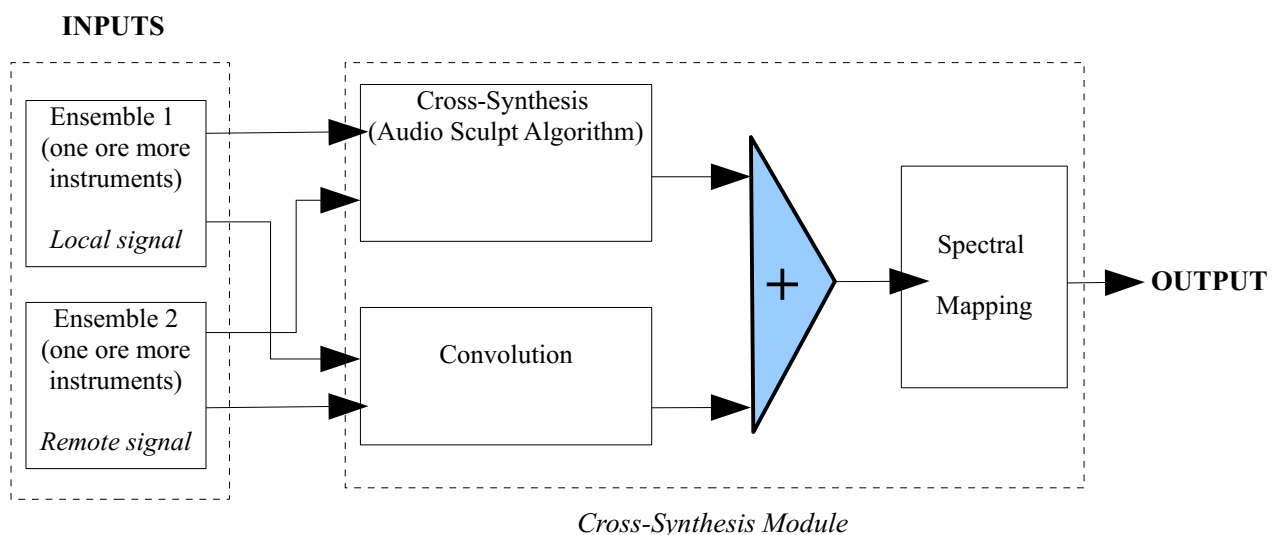 INPUTS
Ensemble 1
(one ore more
instruments)
Local signal
Ensemble 2
(one ore more
instruments)
Remote signal
Cross-Synthesis
(Audio Sculpt Algorithm)
Convolution
+
Spectral
Mapping
OUTPUT
Cross-Synthesis Module